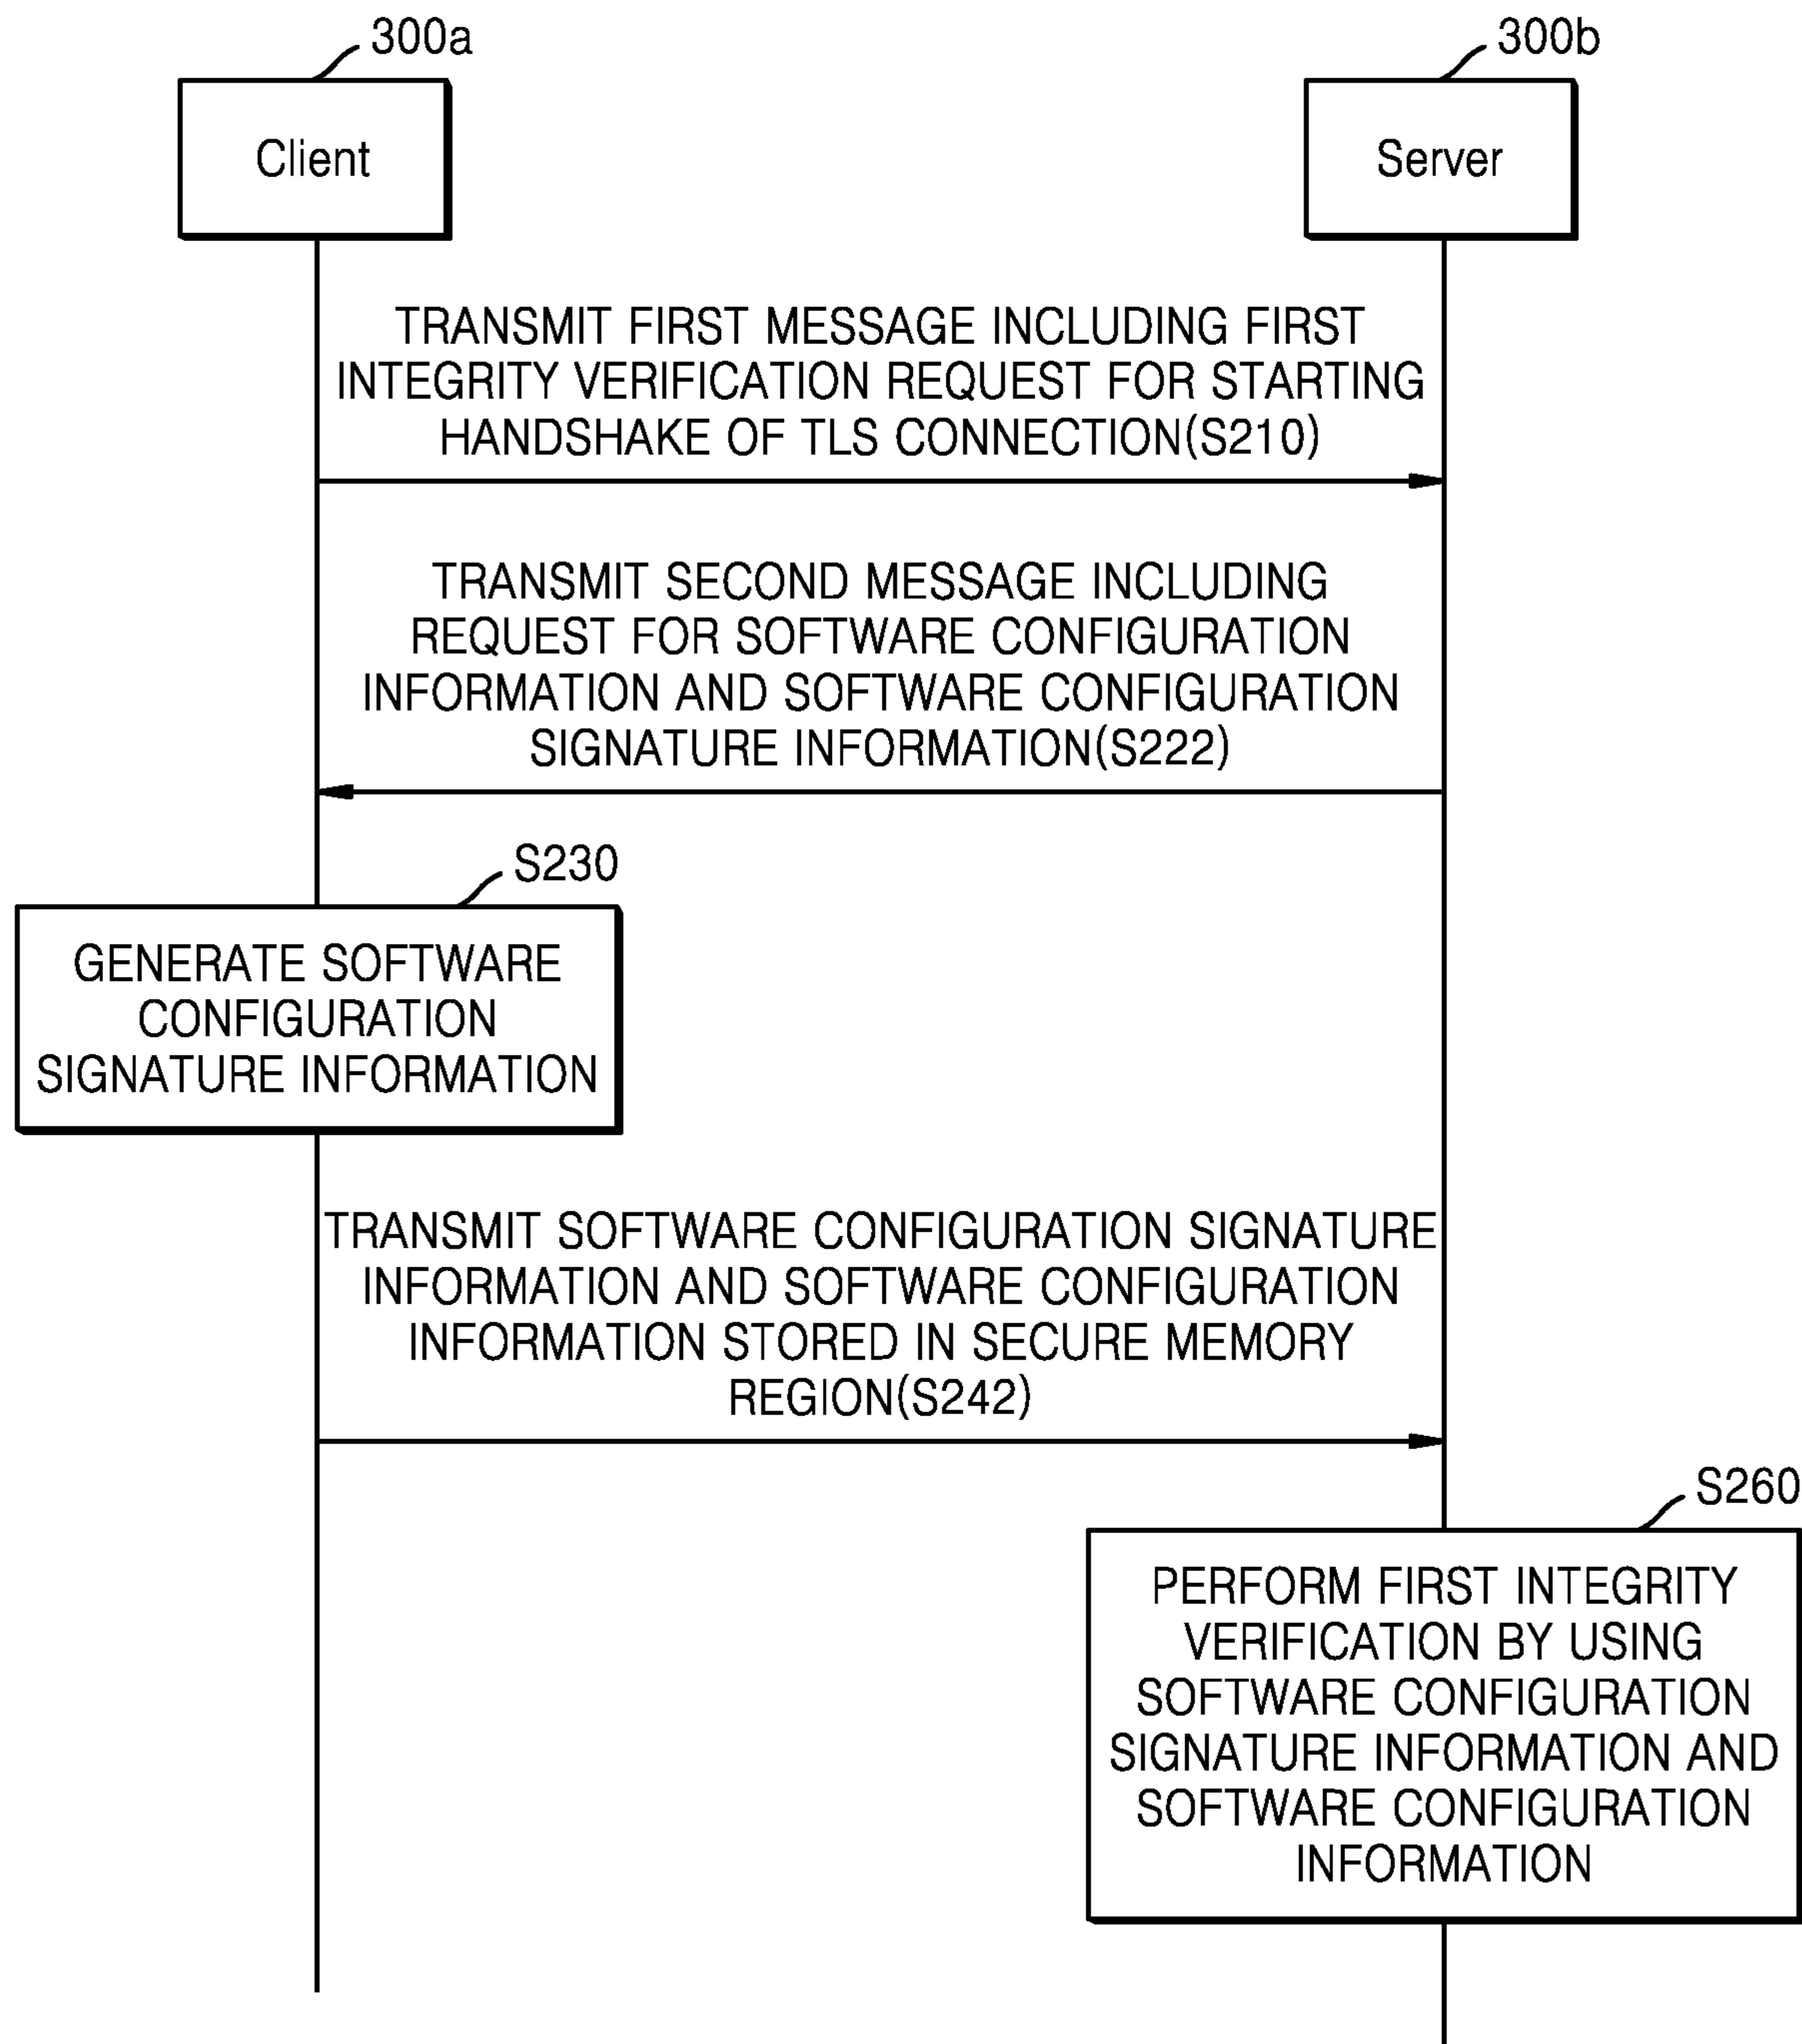 300a
300b
Client
Server
TRANSMIT FIRST MESSAGE INCLUDING FIRST
INTEGRITY VERIFICATION REQUEST FOR STARTING
HANDSHAKE OF TLS CONNECTION(S210)
TRANSMIT SECOND MESSAGE INCLUDING
REQUEST FOR SOFTWARE CONFIGURATION
INFORMATION AND SOFTWARE CONFIGURATION
SIGNATURE INFORMATION(S222)
S230
GENERATE SOFTWARE
CONFIGURATION
SIGNATURE INFORMATION
TRANSMIT SOFTWARE CONFIGURATION SIGNATURE
INFORMATION AND SOFTWARE CONFIGURATION
INFORMATION STORED IN SECURE MEMORY
REGION(S242)
S260
PERFORM FIRST INTEGRITY
VERIFICATION BY USING
SOFTWARE CONFIGURATION
SIGNATURE INFORMATION AND
SOFTWARE CONFIGURATION
INFORMATION